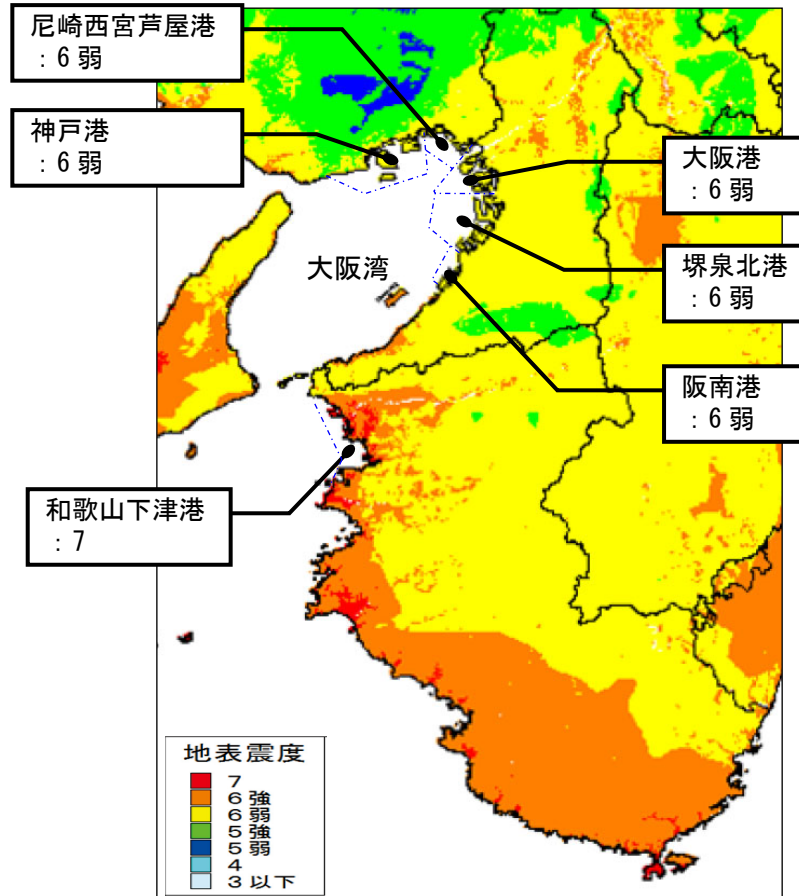 尼崎西宮芦屋港
：6弱
神戸港
：6弱
大阪港
：6弱
堺泉北港
：6弱
大阪湾
阪南港
：6弱
和歌山下津港
：7
地表震度
7
6強
6弱
5強
5弱
4
3以下